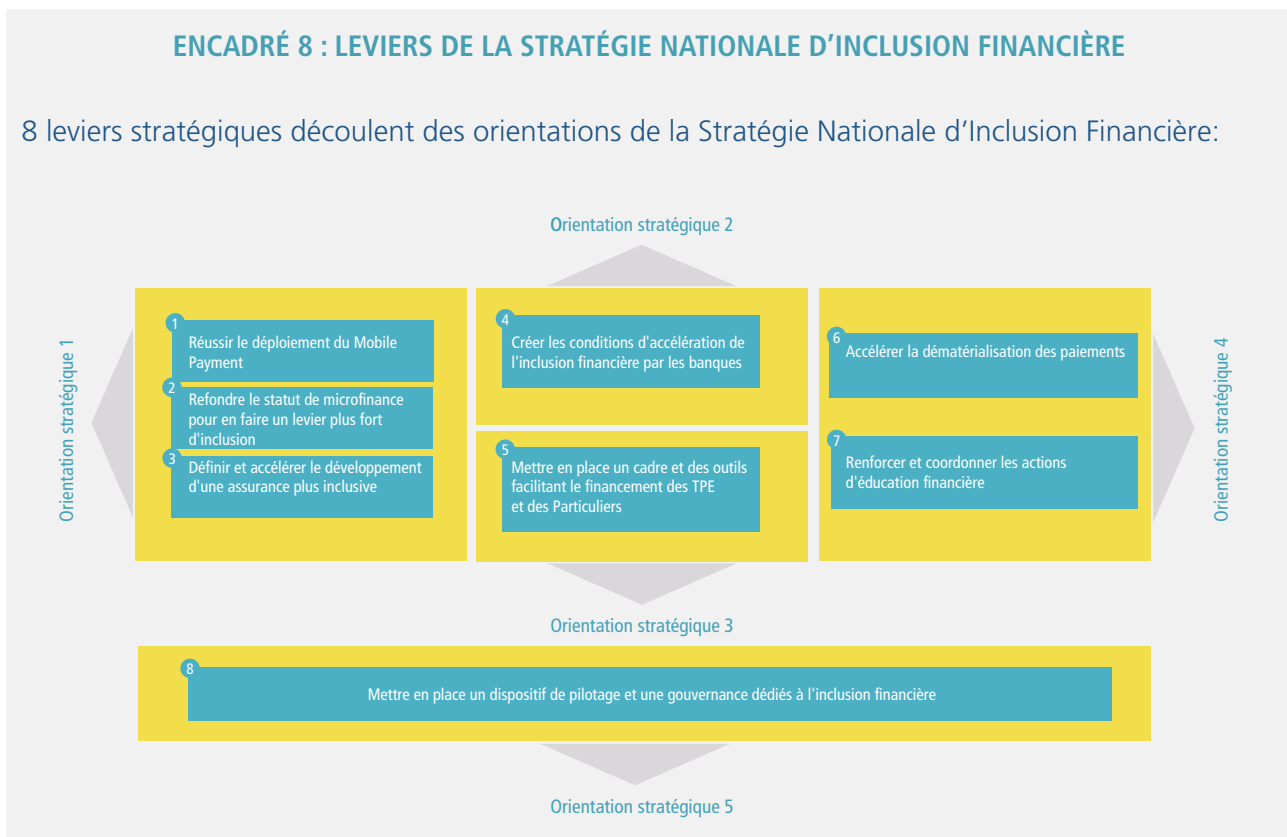 ENCADRÉ 8 : LEVIERS DE LA STRATÉGIE NATIONALE D’INCLUSION FINANCIÈRE
8 leviers stratégiques découlent des orientations de la Stratégie Nationale d’Inclusion Financière:
Orientation stratégique 2
Orientation stratégique 1
1
Réussir le déploiement du Mobile
Payment
2
Refondre le statut de microfinance
pour en faire un levier plus fort
d'inclusion
3
Définir et accélérer le développement
d'une assurance plus inclusive
4
Créer les conditions d'accélération de
l'inclusion financière par les banques
5
Mettre en place un cadre et des outils
facilitant le financement des TPE
et des Particuliers
6
Accélérer la dématérialisation des paiements
7
Renforcer et coordonner les actions
d'éducation financière
Orientation stratégique 4
Orientation stratégique 3
8
Mettre en place un dispositif de pilotage et une gouvernance dédiés à l'inclusion financière
Orientation stratégique 5